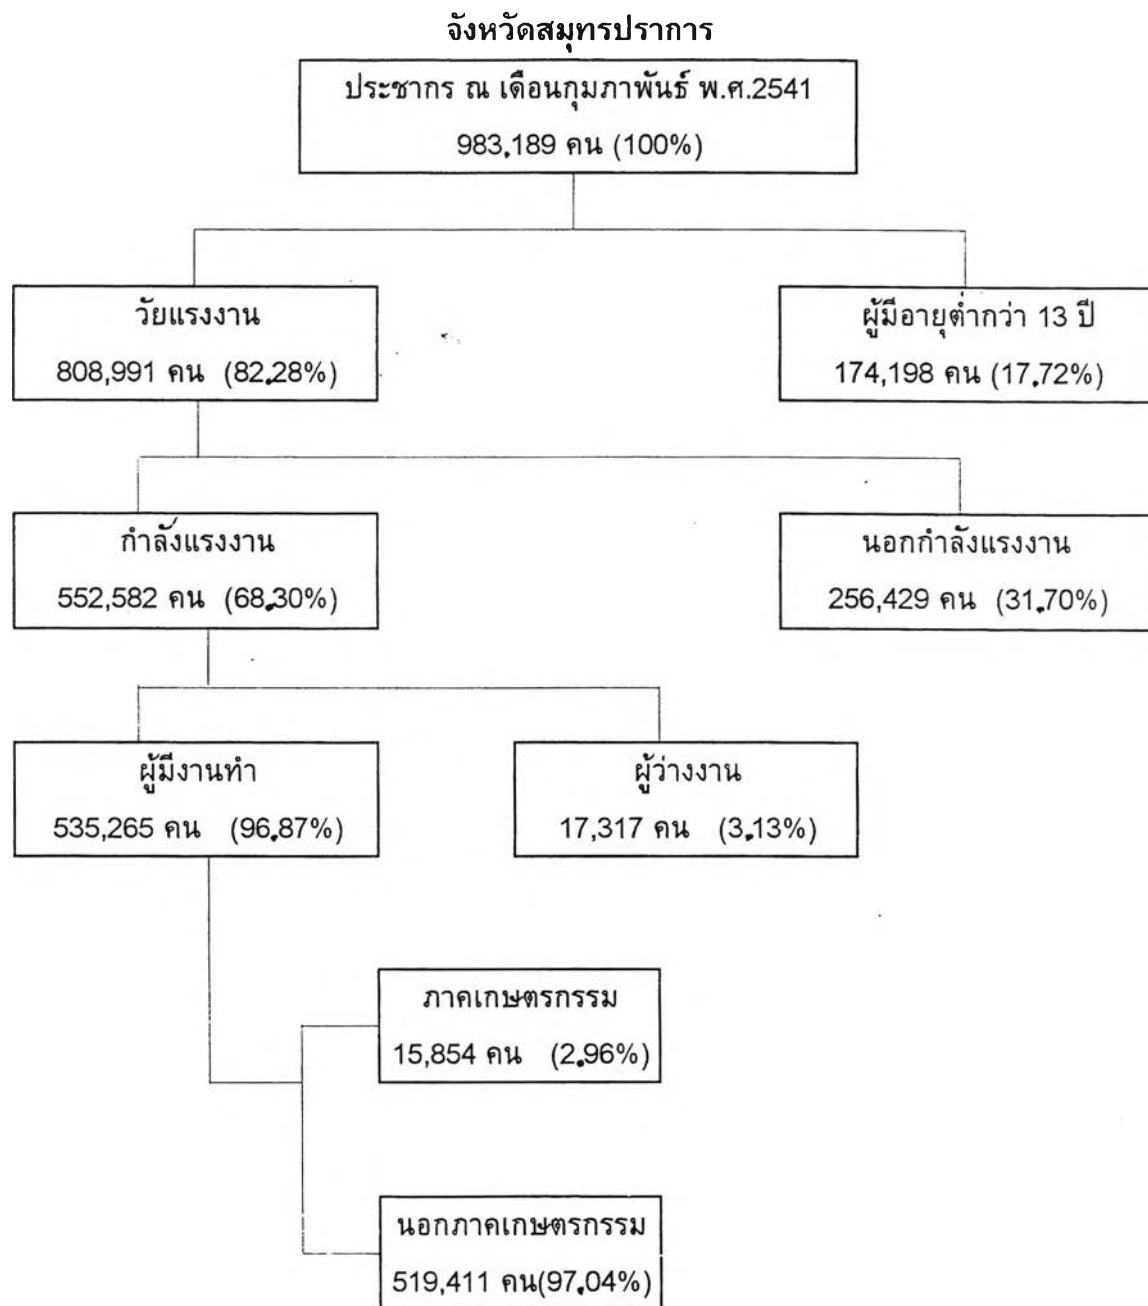 จังหวัดสมุทรปราการ
ประชากร ณ เดือนกุมภาพันธ์ พ.ศ.2541
983,189 คน (100%)
วัยแรงงาน
808,991 คน (82.28%)
ผู้มีอายุต่ำกว่า 13 ปี
174,198 คน (17.72%)
กำลังแรงงาน
552,582 คน (68.30%)
นอกกำลังแรงงาน
256,429 คน (31.70%)
ผู้มีงานทำ
535,265 คน (96.87%)
ผู้ว่างงาน
17,317 คน (3.13%)
ภาคเกษตรกรรม
15,854 คน (2.96%)
นอกภาคเกษตรกรรม
519,411 คน(97.04%)